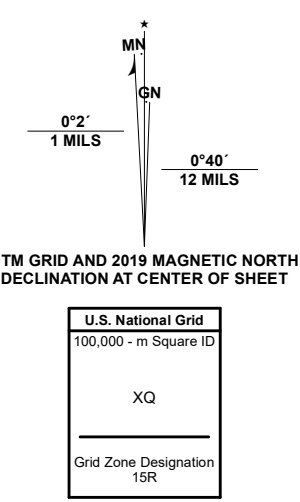 ★
MN
GN
0°2´
1 MILS
0°40´
12 MILS
TM GRID AND 2019 MAGNETIC NORTH
DECLINATION AT CENTER OF SHEET
U.S. National Grid
100,000 - m Square ID
XQ
Grid Zone Designation
15R